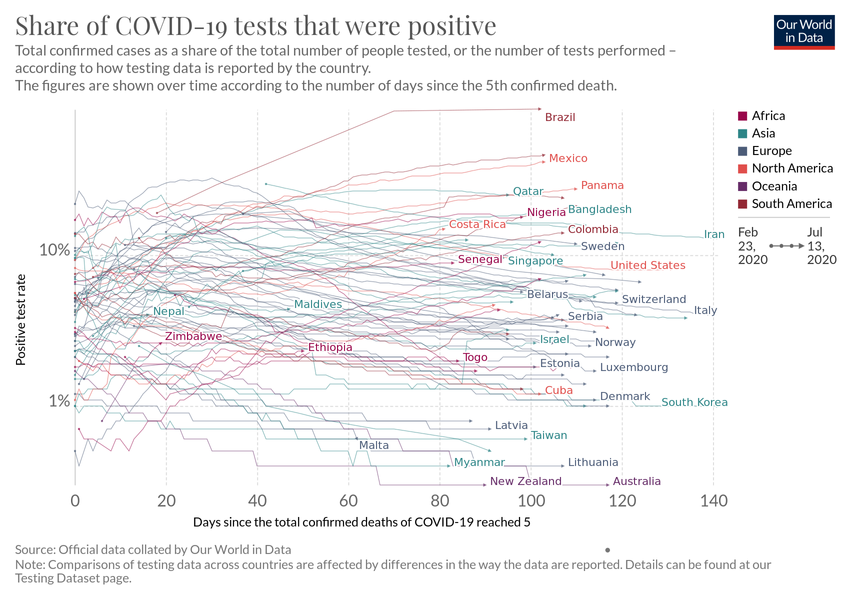 Share of COVID-19 tests that were positive
Our World
in Data
Total confirmed cases as a share of the total number of people tested, or the number of tests performed –
according to how testing data is reported by the country.
The figures are shown over time according to the number of days since the 5th confirmed death.
Africa
Asia
Europe
North America
Oceania
South America
Feb
23,
2020
Jul
13,
2020
Positive test rate
10%
1%
Brazil
Mexico
Panama
Qatar
Nigeria
Bangladesh
Costa Rica
Colombia
Iran
Sweden
Senegal
Singapore
United States
Belarus
Switzerland
Maldives
Nepal
Italy
Serbia
Zimbabwe
Israel
Norway
Ethiopia
Togo
Estonia
Luxembourg
Cuba
Denmark
South Korea
Latvia
Taiwan
Malta
Myanmar
Lithuania
New Zealand
Australia
0
20
40
60
80
100
120
140
Days since the total confirmed deaths of COVID-19 reached 5
Source: Official data collated by Our World in Data
Note: Comparisons of testing data across countries are affected by differences in the way the data are reported. Details can be found at our
Testing Dataset page.